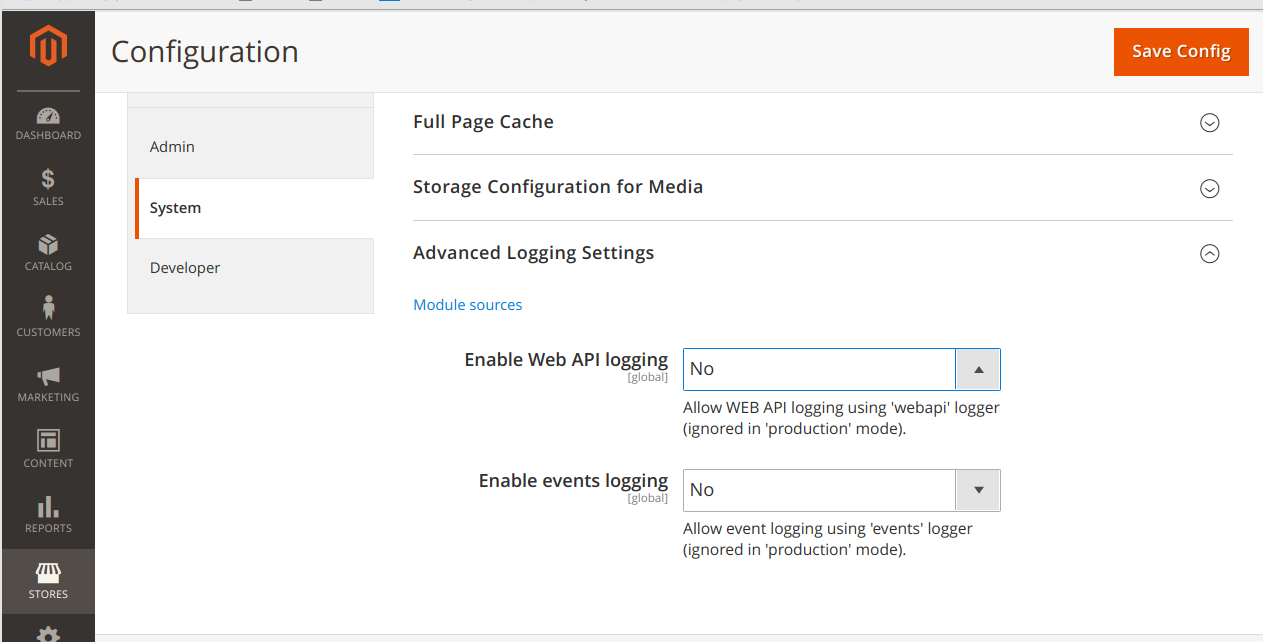 Configuration
Save Config
DASHBOARD
SALES
CATALOG
CUSTOMERS
MARKETING
CONTENT
REPORTS
STORES
Admin
System
Developer
Full Page Cache
Storage Configuration for Media
Advanced Logging Settings
Module sources
Enable Web API logging
[global]
No
Allow WEB API logging using 'webapi' logger
(ignored in 'production' mode).
Enable events logging
[global]
No
Allow event logging using 'events' logger
(ignored in 'production' mode).